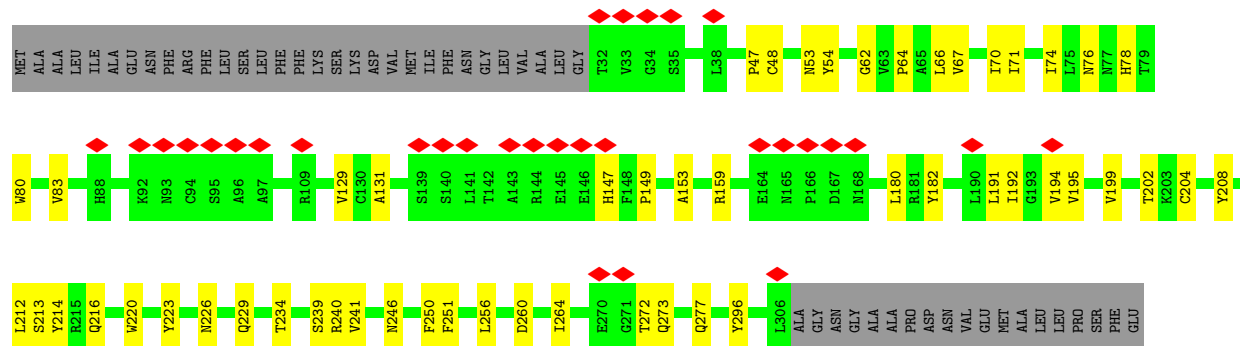 MET ALA ALA LEU ILE ALA GLU ASN PHE ARG PHE LEU SER LEU PHE PHE LYS SER LYS ASP VAL MET ILE PHE ASN GLY LEU VAL ALA LEU GLY T32 V33 G34 S35 L38 P47 C48 N53 Y54 G62 V63 P64 A65 L66 V67 I70 I71 I74 L75 N76 N77 H78 T79
W80 V83 H88 K92 N93 C94 S95 A96 A97 R109 V129 C130 A131 S139 S140 L141 T142 A143 R144 E145 E146 H147 F148 P149 A153 R159 E164 N165 P166 D167 N168 L180 R181 Y182 L190 L191 I192 G193 V194 V195 V199 T202 K203 C204 Y208
L212 S213 Y214 R215 Q216 W220 Y223 N226 Q229 T234 S239 R240 V241 N246 F250 F251 L256 D260 I264 E270 G271 T272 Q273 Q277 Y296 L306 ALA GLY ASN GLY ALA ALA PRO ASP ASN VAL GLU MET ALA LEU LEU PRO SER PHE GLU